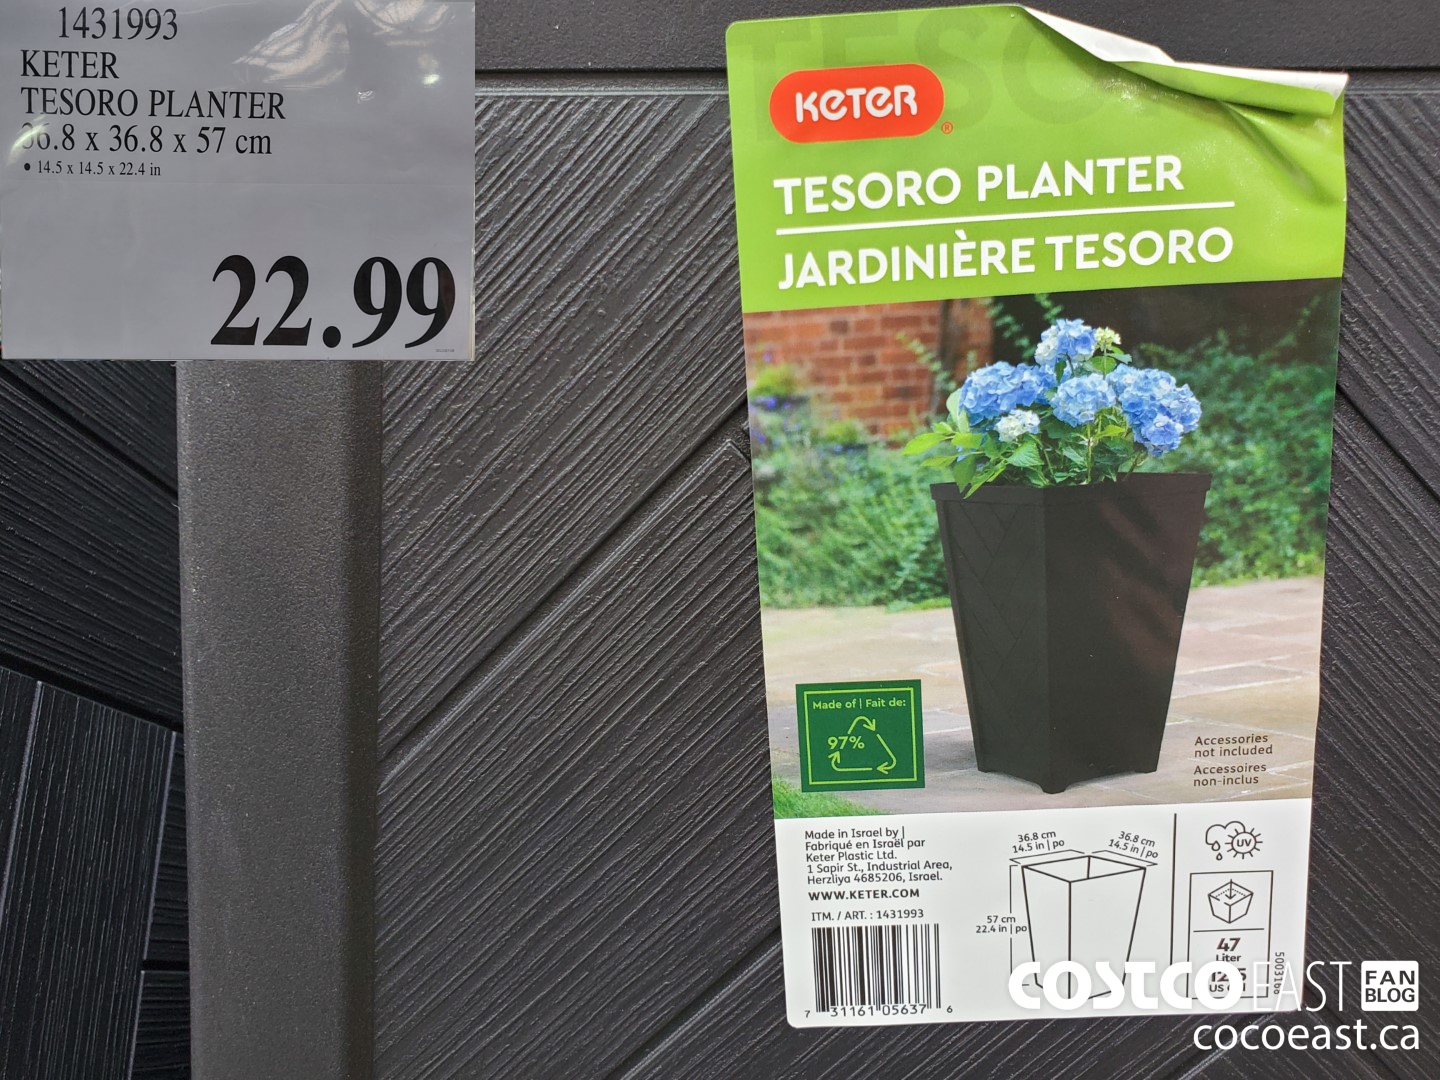 1431993
KETER
TESORO PLANTER
36.8 x 36.8 x 57 cm
• 14.5 x 14.5 x 22.4 in
22.99
TESO
KETER®
TESORO PLANTER
JARDINIÈRE TESORO
Made of | Fait de:
97%
Accessories
not included
Accessoires
non-inclus
Made in Israel by |
Fabriqué en Israël par
Keter Plastic Ltd.
1 Sapir St., Industrial Area,
Herzliya 4685206, Israel.
WWW.KETER.COM
ITM. / ART. : 1431993
7 31161 05637 6
36.8 cm
14.5 in | po
36.8 cm
14.5 in | po
57 cm
22.4 in | po
UV
47
Liter
US
COSTCO EAST FAN
BLOG
cocoeast.ca